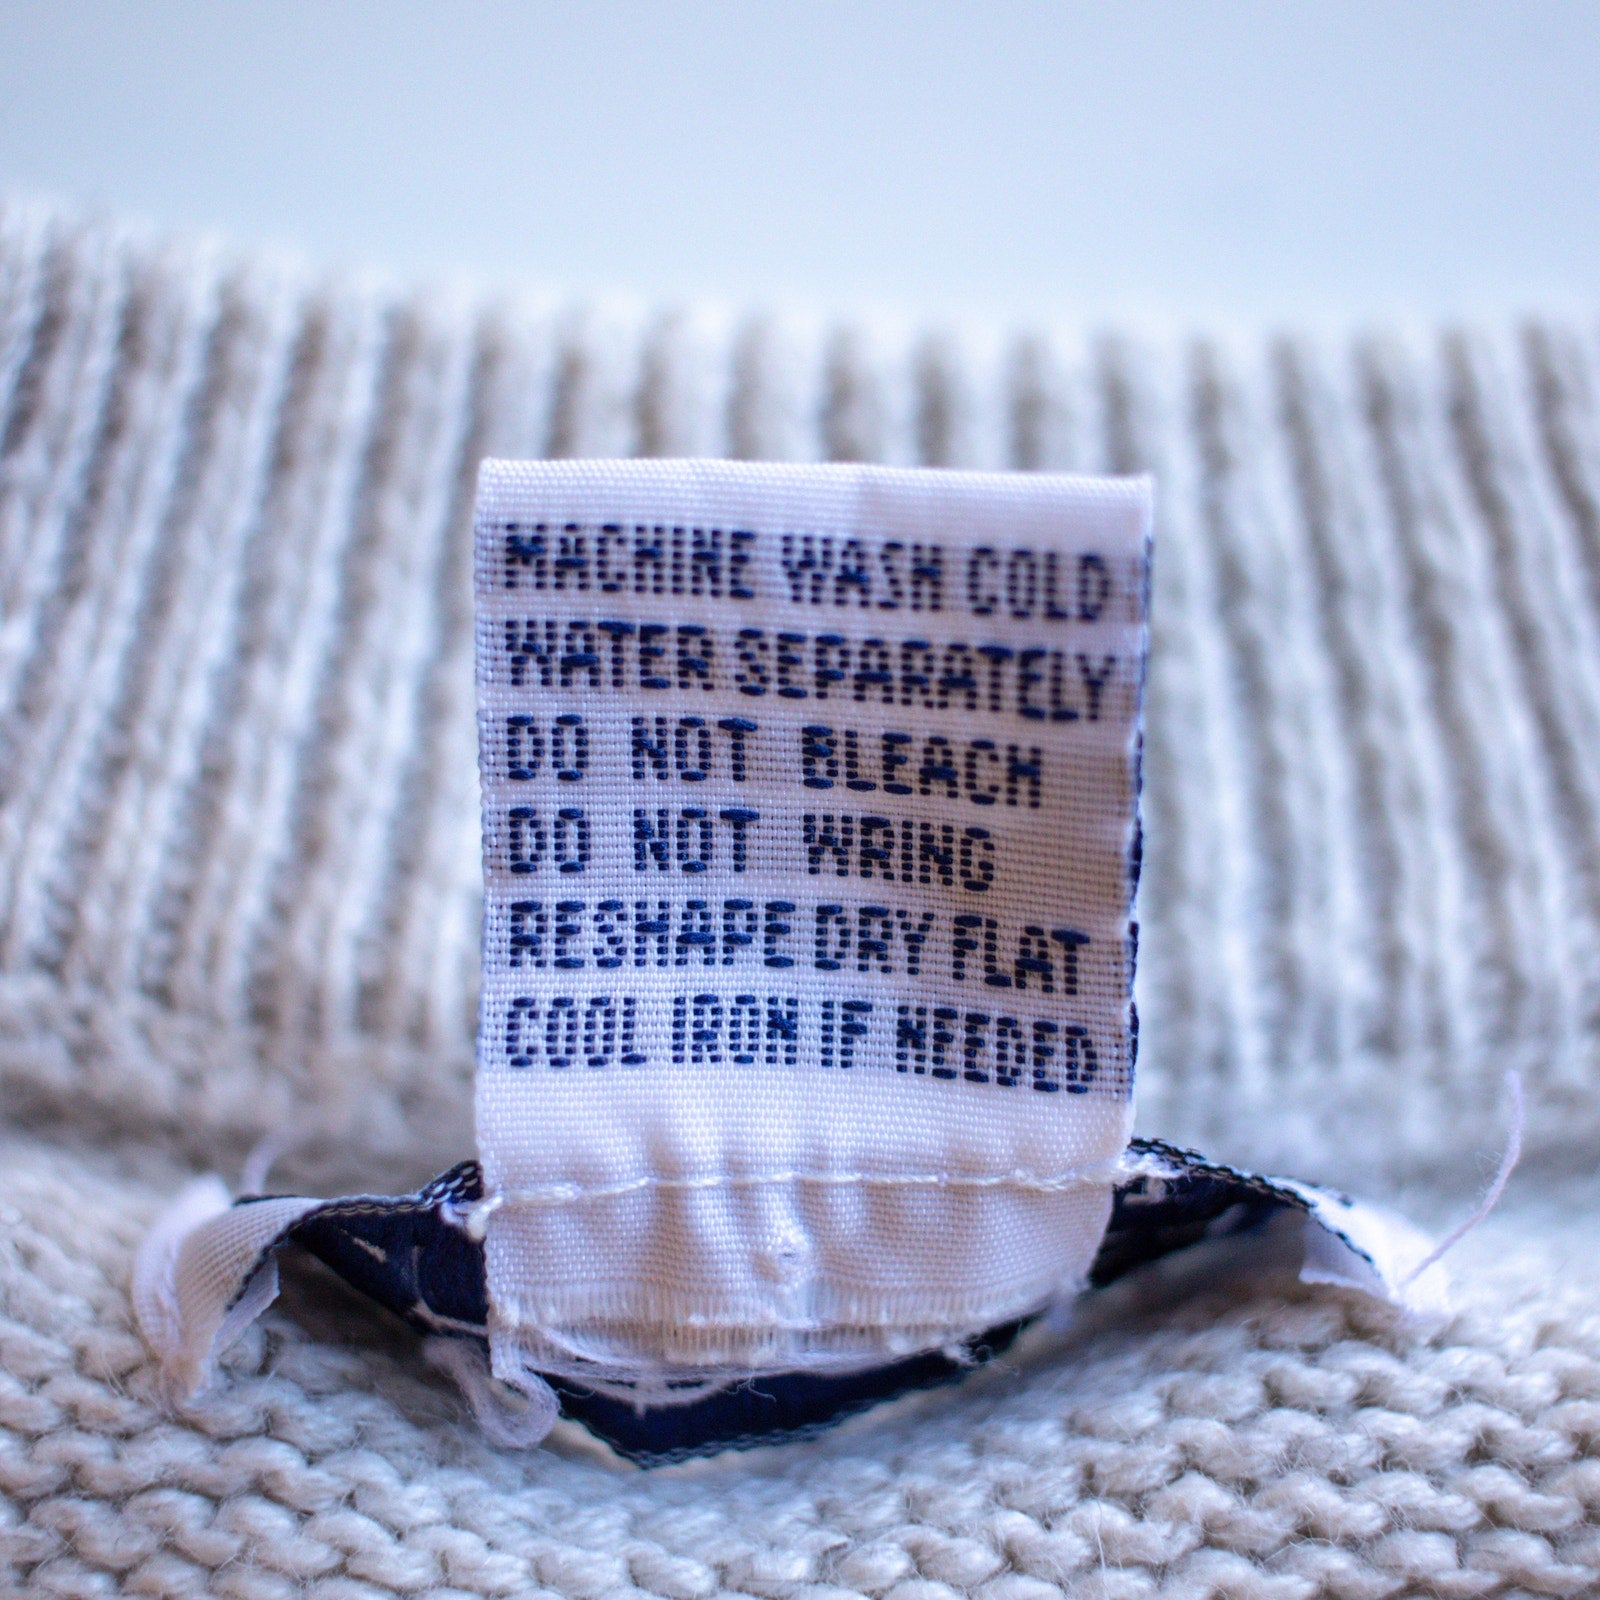 MACHINE WASH COLD
WATER SEPARATELY
DO NOT BLEACH
DO NOT WRING
RESHAPE DRY FLAT
COOL IRON IF NEEDED